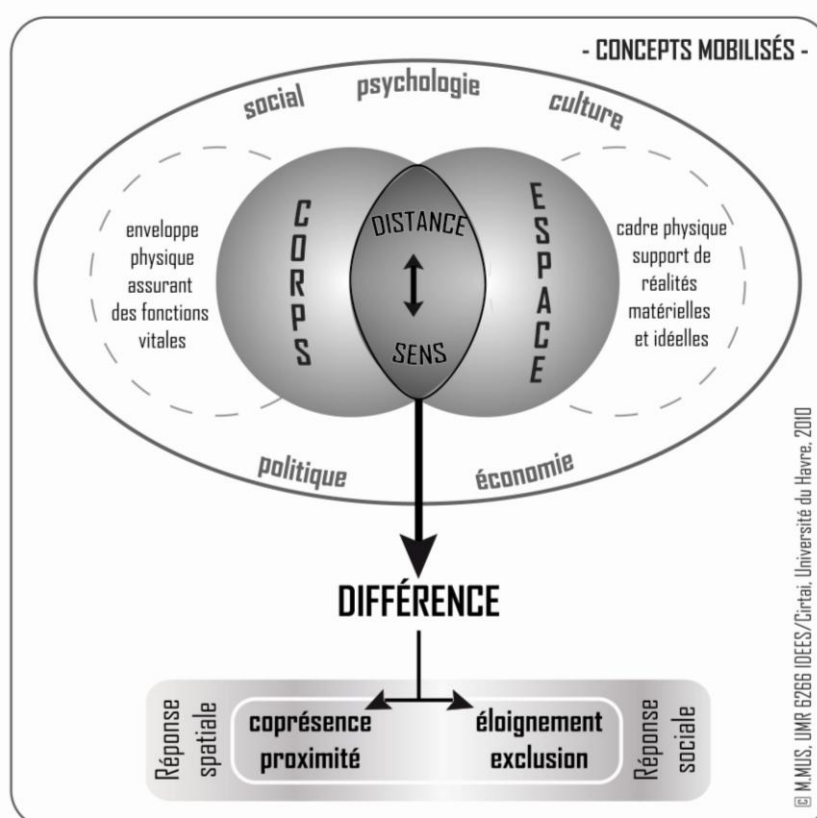 - CONCEPTS MOBILISÉS -
social
psychologie
culture
enveloppe
physique
assurant
des fonctions
vitales
CORPS
DISTANCE
SENS
ESPACE
cadre physique
support de
réalités
matérielles
et idéelles
politique
économie
DIFFÉRENCE
Réponse
spatiale
coprésence
proximité
éloignement
exclusion
Réponse
sociale
© M.MUS, UMR 6266 IDEES/Cirtai, Université du Havre, 2010